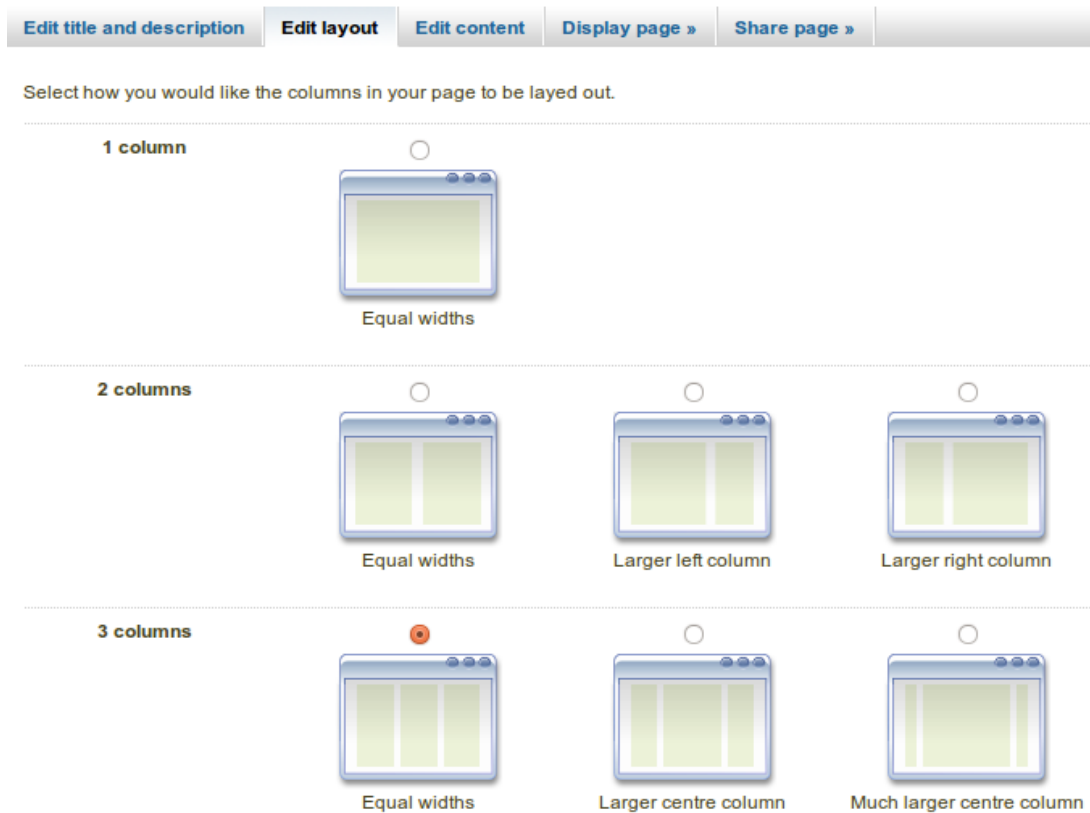 Edit title and description Edit layout Edit content Display page » Share page »
Select how you would like the columns in your page to be layed out.
1 column
Equal widths
2 columns
Equal widths Larger left column Larger right column
3 columns
Equal widths Larger centre column Much larger centre column